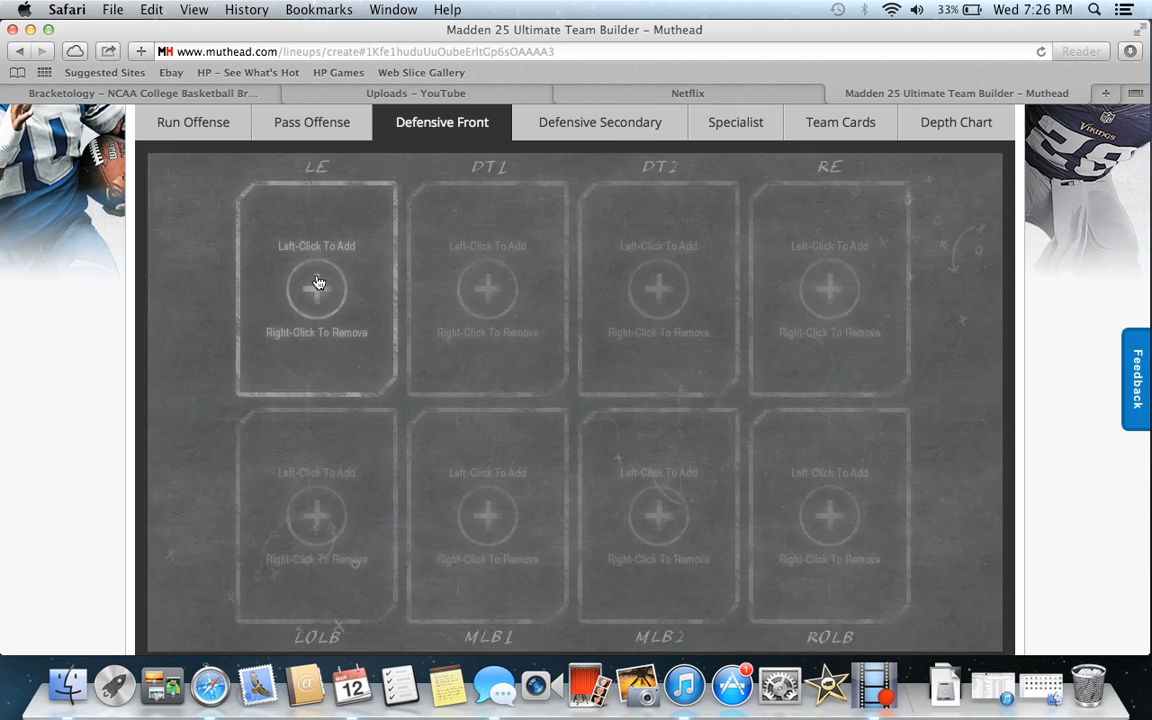 Safari File Edit View History Bookmarks Window Help 33% Wed 7:26 PM
Madden 25 Ultimate Team Builder – Muthead
MH www.muthead.com/lineups/create#1Kfe1huduUuOubeErItGp6sOAAAA3 Reader
Suggested Sites Ebay HP – See What's Hot HP Games Web Slice Gallery
Bracketology – NCAA College Basketball Br... Uploads – YouTube Netflix Madden 25 Ultimate Team Builder – Muthead
Run Offense Pass Offense Defensive Front Defensive Secondary Specialist Team Cards Depth Chart
LE DT1 DT2 RE
Left-Click To Add Left-Click To Add Left-Click To Add Left-Click To Add
Right-Click To Remove Right-Click To Remove Right-Click To Remove Right-Click To Remove
Left-Click To Add Left-Click To Add Left-Click To Add Left-Click To Add
Right-Click To Remove Right-Click To Remove Right-Click To Remove Right-Click To Remove
LOLB MLB1 MLB2 ROLB
Feedback
VIKINGS
28
MAR
12
1